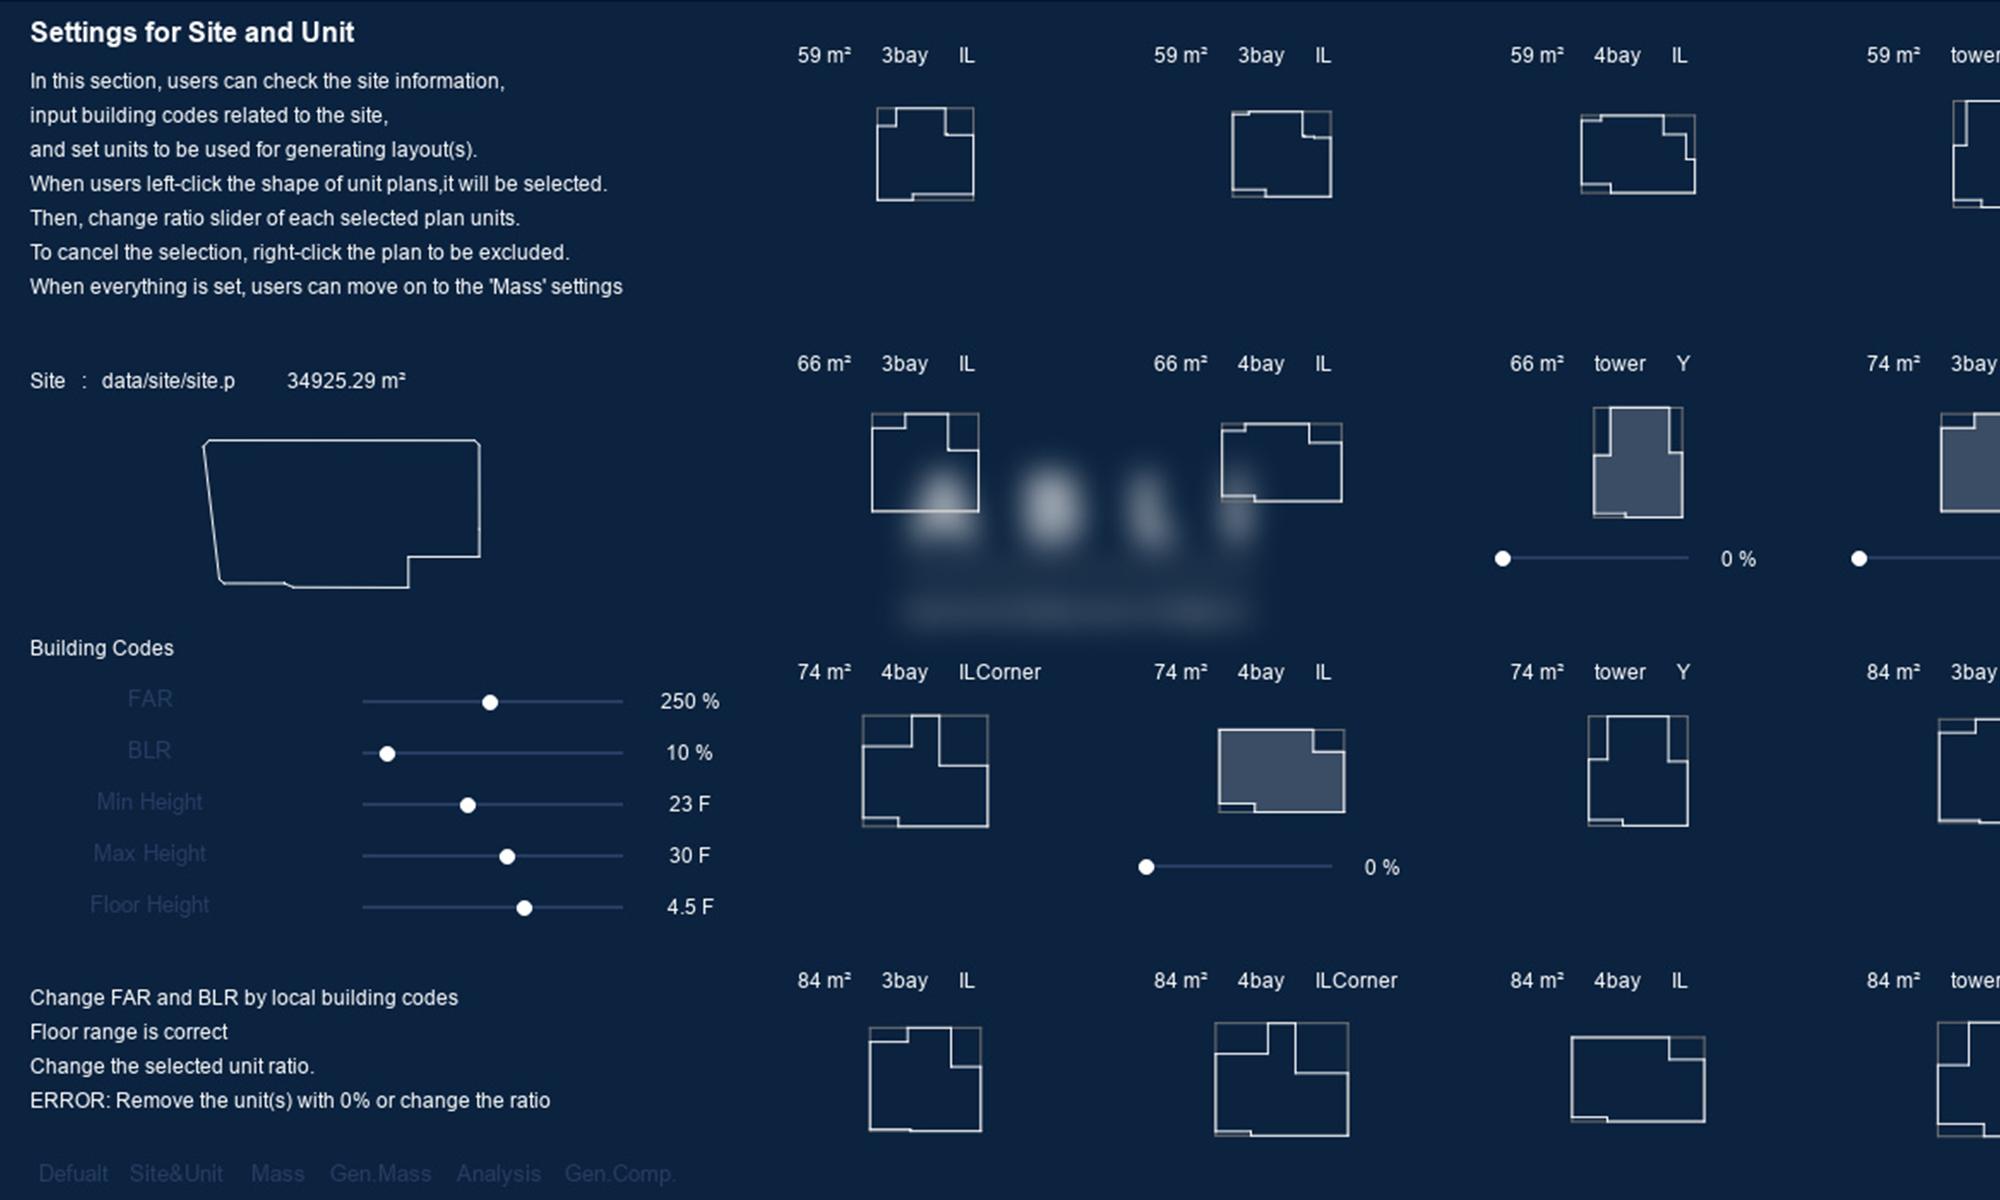 Settings for Site and Unit
In this section, users can check the site information,
input building codes related to the site,
and set units to be used for generating layout(s).
When users left-click the shape of unit plans,it will be selected.
Then, change ratio slider of each selected plan units.
To cancel the selection, right-click the plan to be excluded.
When everything is set, users can move on to the 'Mass' settings
Site : data/site/site.p 34925.29 m²
Building Codes
FAR 250 %
BLR 10 %
Min Height 23 F
Max Height 30 F
Floor Height 4.5 F
Change FAR and BLR by local building codes
Floor range is correct
Change the selected unit ratio.
ERROR: Remove the unit(s) with 0% or change the ratio
Defualt Site&Unit Mass Gen.Mass Analysis Gen.Comp.
59 m² 3bay IL 59 m² 3bay IL 59 m² 4bay IL 59 m² tower
66 m² 3bay IL 66 m² 4bay IL 66 m² tower Y 74 m² 3bay
0 %
74 m² 4bay ILCorner 74 m² 4bay IL 74 m² tower Y 84 m² 3bay
0 %
84 m² 3bay IL 84 m² 4bay ILCorner 84 m² 4bay IL 84 m² tower